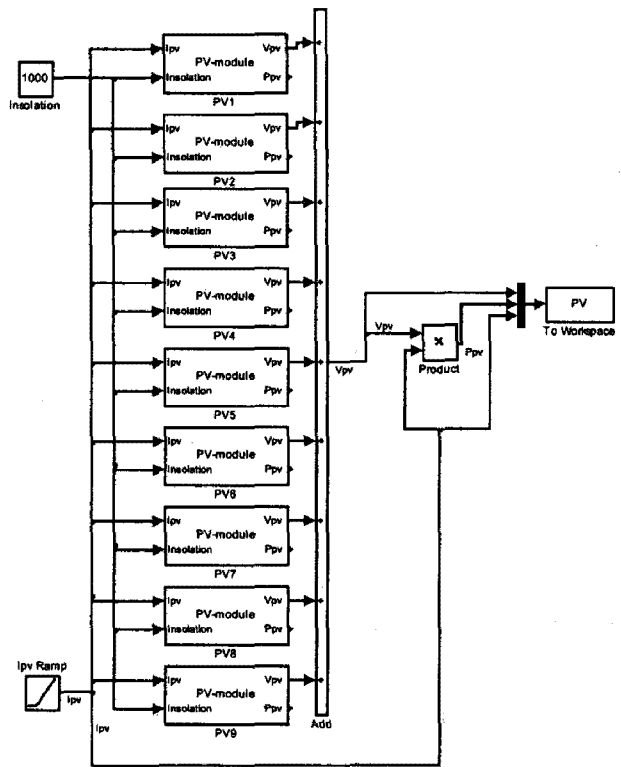 Ipv Vpv
PV-module
1000
Insolation Ppv
Insolation
PV1
Ipv Vpv
PV-module
Insolation Ppv
PV2
Ipv Vpv
PV-module
Insolation Ppv
PV3
Ipv Vpv
PV-module
Insolation Ppv
PV4
Ipv Vpv
PV-module
Insolation Ppv
PV5
Ipv Vpv
PV-module
Insolation Ppv
PV6
Ipv Vpv
PV-module
Insolation Ppv
PV7
Ipv Vpv
PV-module
Insolation Ppv
PV8
Ipv Vpv
PV-module
Insolation Ppv
PV9
Add
Ipv Ramp
Ipv
Ipv
Vpv
Vpv
×
Product
Ppv
PV
To Workspace